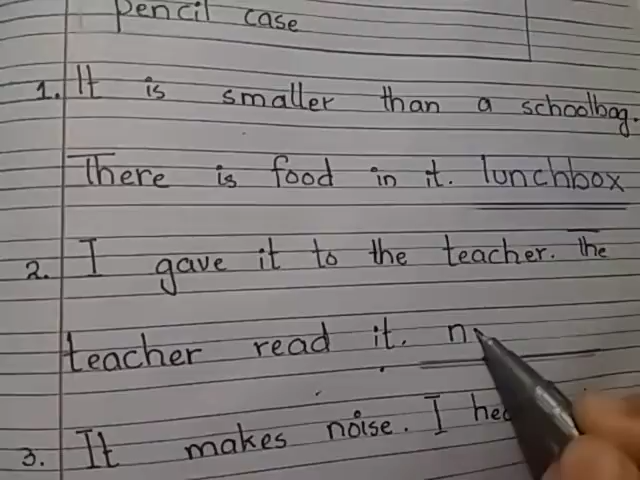 pencil case
1. It is smaller than a schoolbag.
There is food in it. lunchbox
2. I gave it to the teacher. The
teacher read it. n
3. It makes noise. I